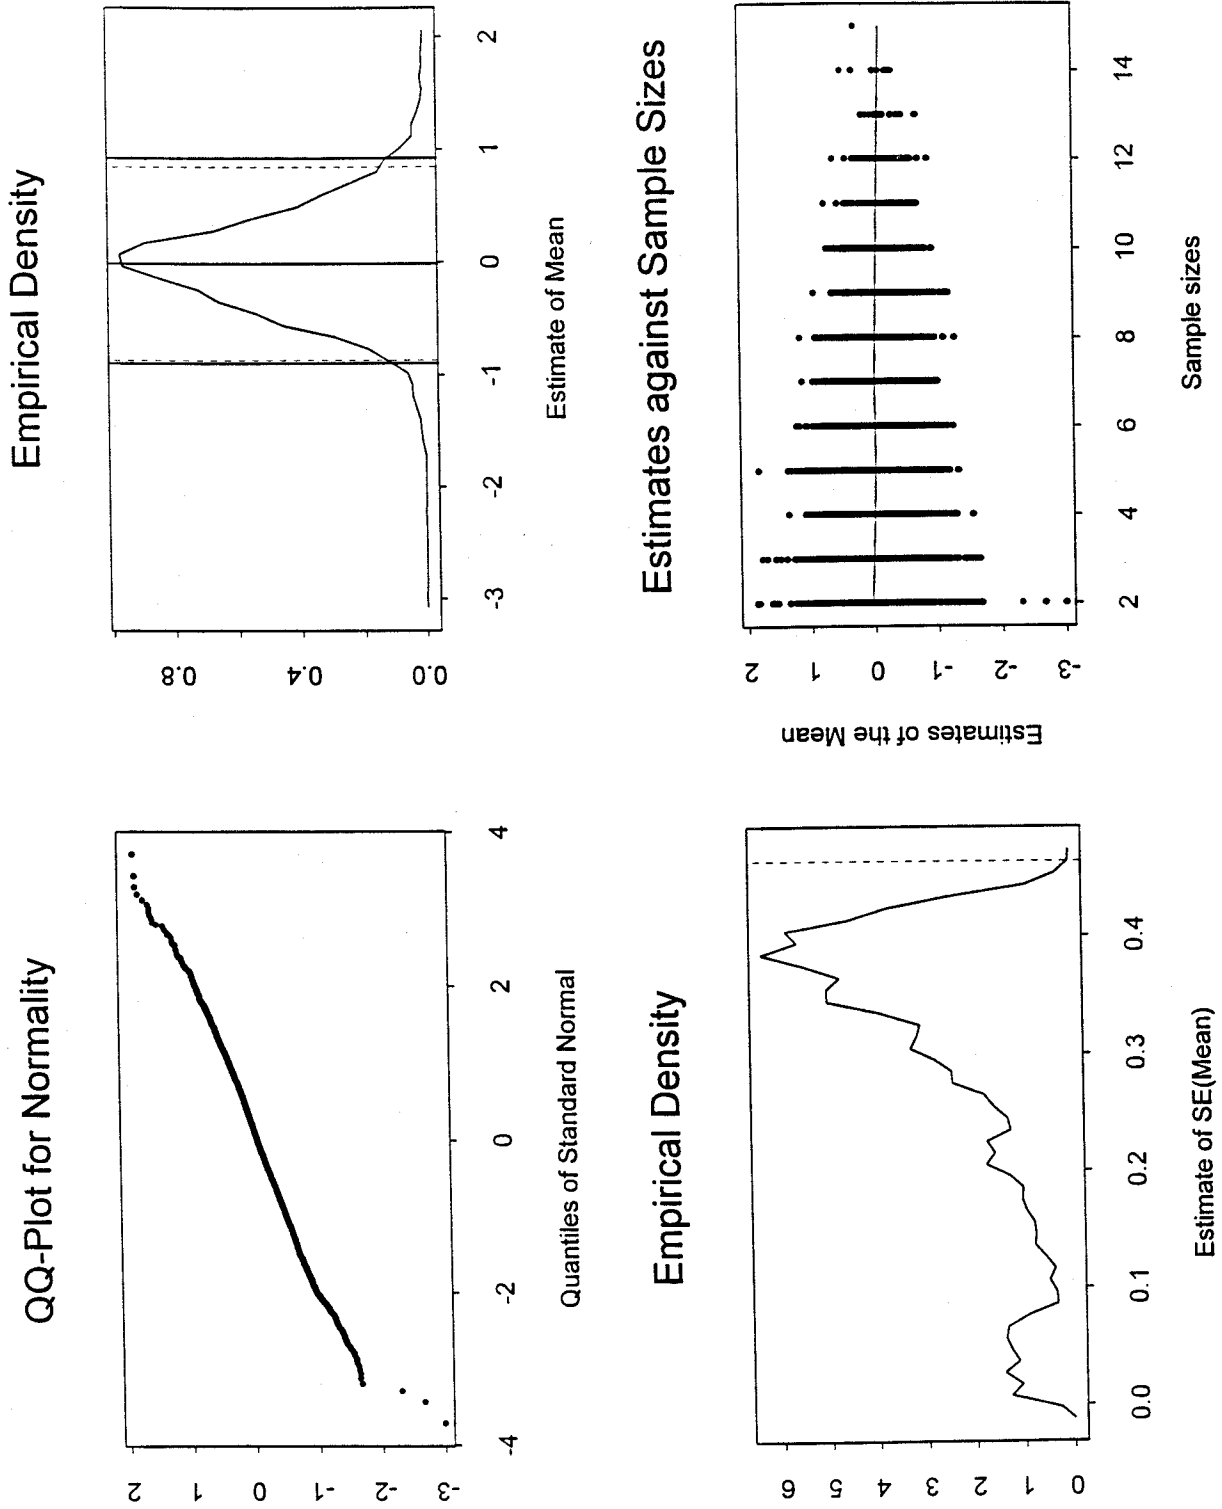 QQ-Plot for Normality
2
1
0
-1
-2
-3
-4 -2 0 2 4
Quantiles of Standard Normal
Empirical Density
0.8
0.4
0.0
-3 -2 -1 0 1 2
Estimate of Mean
Empirical Density
6
5
4
3
2
1
0
0.0 0.1 0.2 0.3 0.4
Estimate of SE(Mean)
Estimates against Sample Sizes
Estimates of the Mean
2
1
0
-1
-2
-3
2 4 6 8 10 12 14
Sample sizes